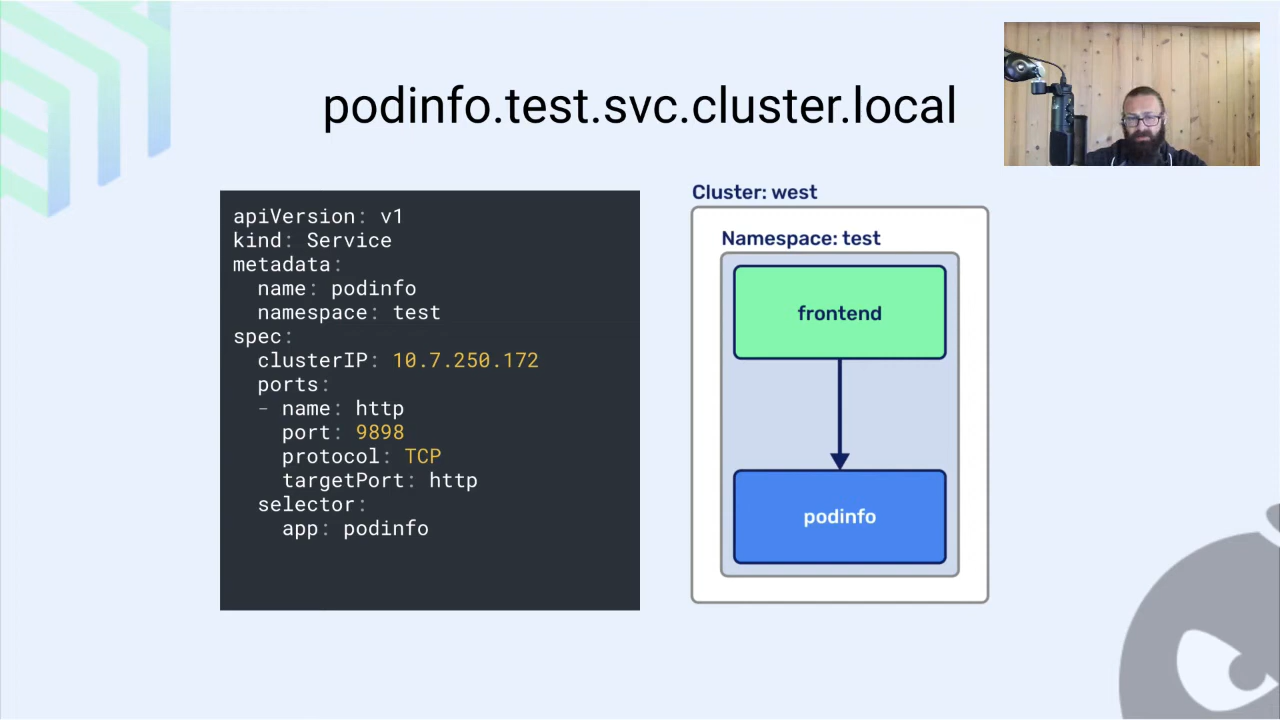 podinfo.test.svc.cluster.local
apiVersion: v1
kind: Service
metadata:
  name: podinfo
  namespace: test
spec:
  clusterIP: 10.7.250.172
  ports:
  - name: http
    port: 9898
    protocol: TCP
    targetPort: http
  selector:
    app: podinfo
Cluster: west
Namespace: test
frontend
podinfo